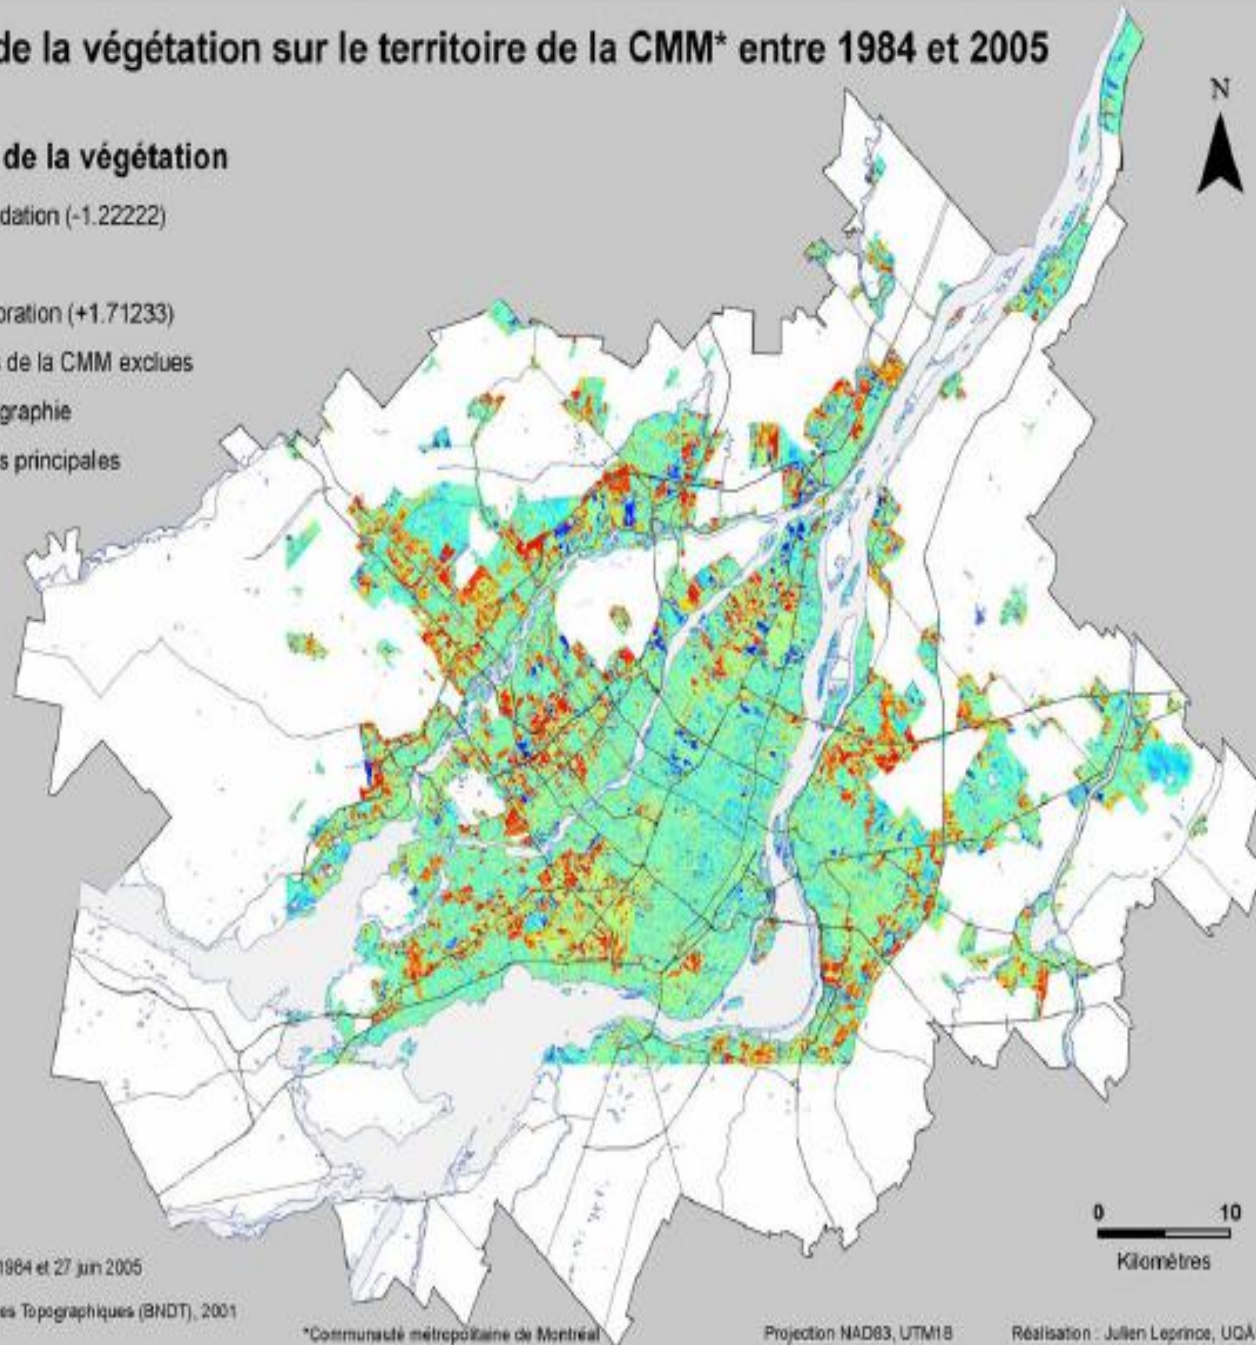 de la végétation sur le territoire de la CMM* entre 1984 et 2005
N
de la végétation
dation (-1.22222)
oration (+1.71233)
s de la CMM exclues
graphie
s principales
0 10
Kilomètres
1984 et 27 juin 2005
es Topographiques (BNDT), 2001
*Communauté métropolitaine de Montréal
Projection NAD83, UTM18
Réalisation : Julien Leprince, UQÀ